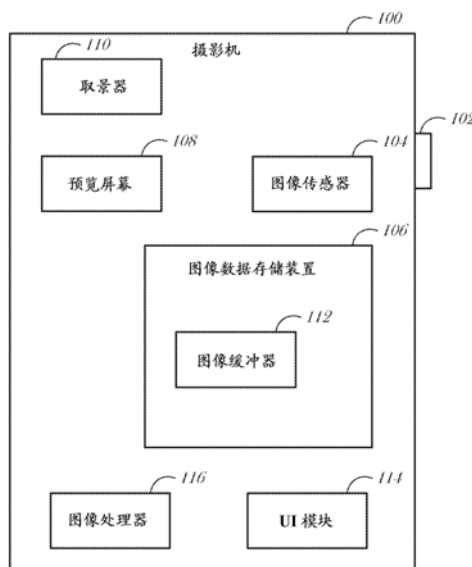 100
摄影机
110
取景器
102
108
预览屏幕
104
图像传感器
106
图像数据存储装置
112
图像缓冲器
116
图像处理器
114
UI 模块